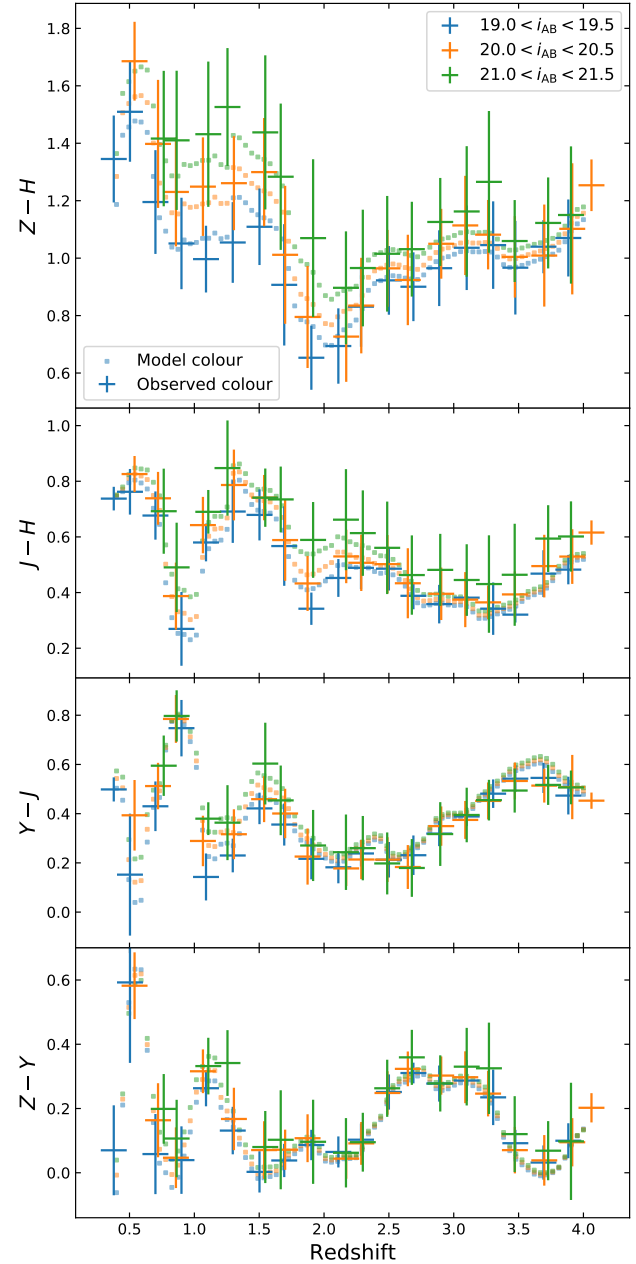 1.8
19.0 < i_AB < 19.5
20.0 < i_AB < 20.5
21.0 < i_AB < 21.5
1.6
1.4
1.2
Z − H
1.0
0.8
0.6
Model colour
Observed colour
1.0
0.8
0.6
J − H
0.4
0.2
0.8
0.6
Y − J
0.4
0.2
0.0
0.6
0.4
Z − Y
0.2
0.0
0.5 1.0 1.5 2.0 2.5 3.0 3.5 4.0
Redshift